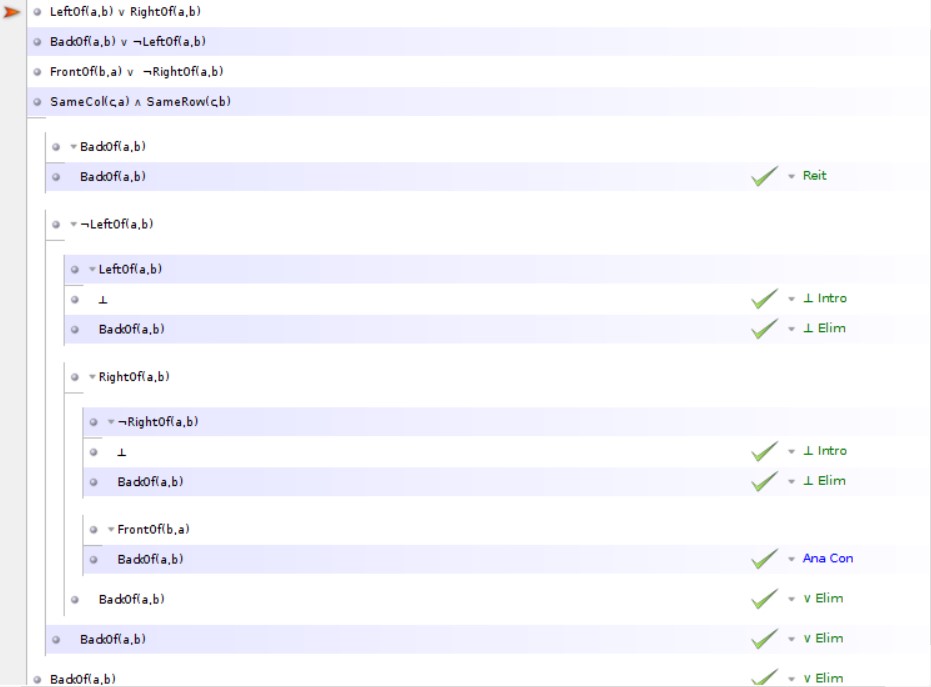 LeftOf(a,b) ∨ RightOf(a,b)
BackOf(a,b) ∨ ¬LeftOf(a,b)
FrontOf(b,a) ∨ ¬RightOf(a,b)
SameCol(c,a) ∧ SameRow(c,b)
BackOf(a,b)
BackOf(a,b) Reit
¬LeftOf(a,b)
LeftOf(a,b)
⊥ ⊥ Intro
BackOf(a,b) ⊥ Elim
RightOf(a,b)
¬RightOf(a,b)
⊥ ⊥ Intro
BackOf(a,b) ⊥ Elim
FrontOf(b,a)
BackOf(a,b) Ana Con
BackOf(a,b) ∨ Elim
BackOf(a,b) ∨ Elim
BackOf(a,b) ∨ Elim